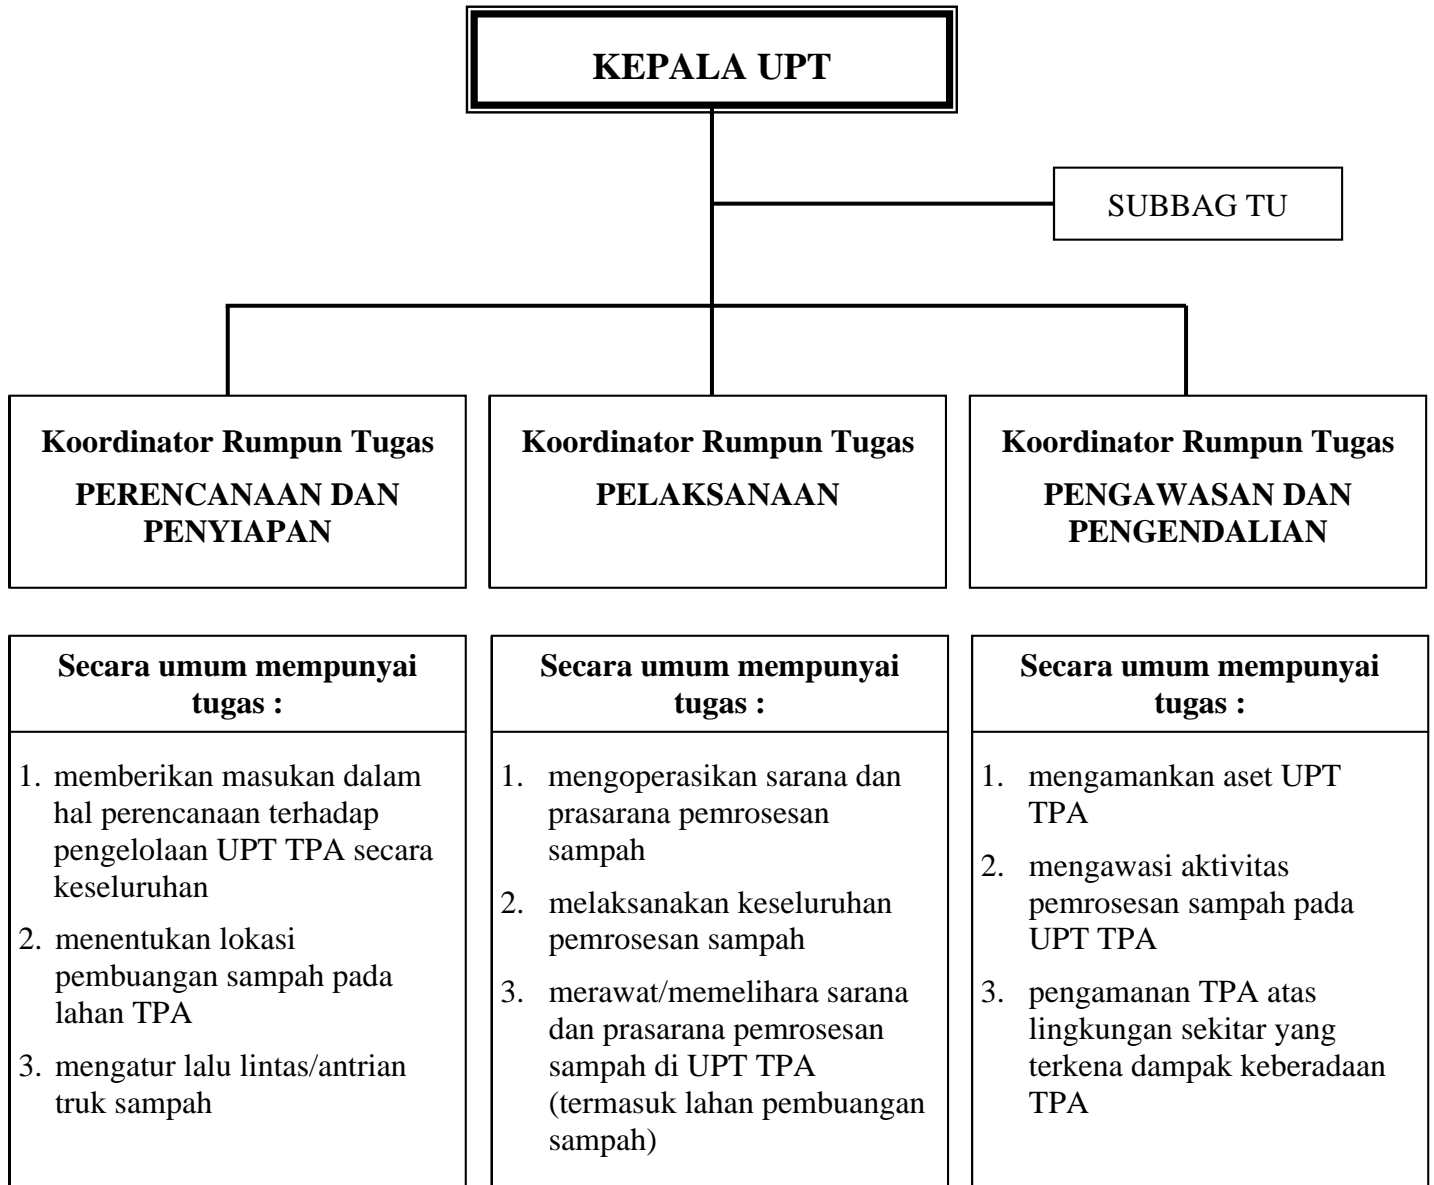 KEPALA UPT
SUBBAG TU
Koordinator Rumpun Tugas
PERENCANAAN DAN
PENYIAPAN
Koordinator Rumpun Tugas
PELAKSANAAN
Koordinator Rumpun Tugas
PENGAWASAN DAN
PENGENDALIAN
Secara umum mempunyai
tugas :
1. memberikan masukan dalam
hal perencanaan terhadap
pengelolaan UPT TPA secara
keseluruhan
2. menentukan lokasi
pembuangan sampah pada
lahan TPA
3. mengatur lalu lintas/antrian
truk sampah
Secara umum mempunyai
tugas :
1. mengoperasikan sarana dan
prasarana pemrosesan
sampah
2. melaksanakan keseluruhan
pemrosesan sampah
3. merawat/memelihara sarana
dan prasarana pemrosesan
sampah di UPT TPA
(termasuk lahan pembuangan
sampah)
Secara umum mempunyai
tugas :
1. mengamankan aset UPT
TPA
2. mengawasi aktivitas
pemrosesan sampah pada
UPT TPA
3. pengamanan TPA atas
lingkungan sekitar yang
terkena dampak keberadaan
TPA